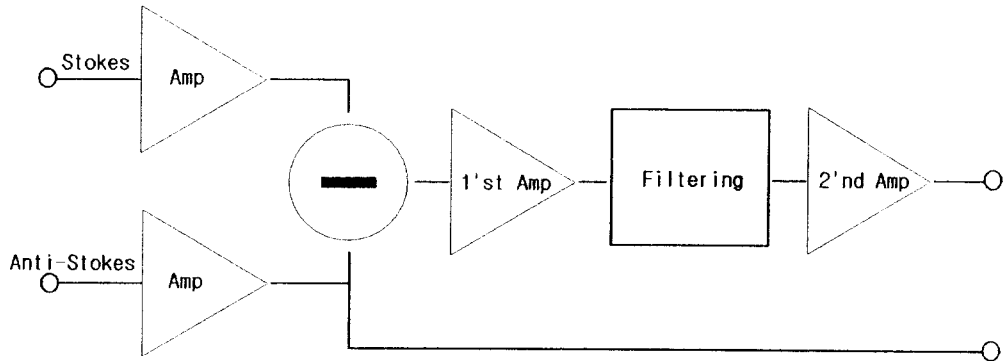 Stokes
Amp
1'st Amp
Filtering
2'nd Amp
Anti-Stokes
Amp